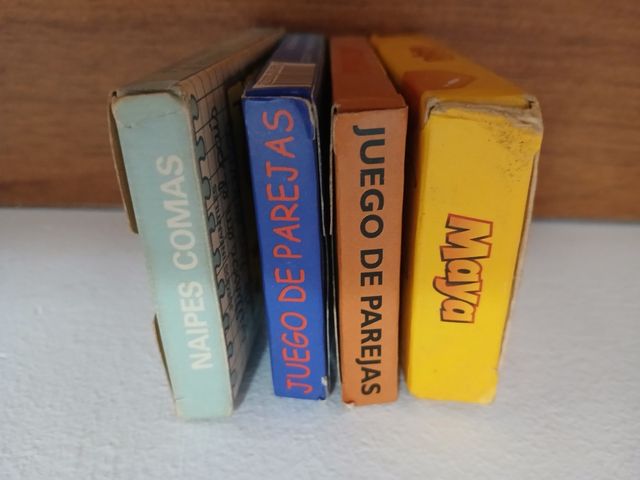 NAIPES COMAS
JUEGO DE PAREJAS
JUEGO DE PAREJAS
Maya